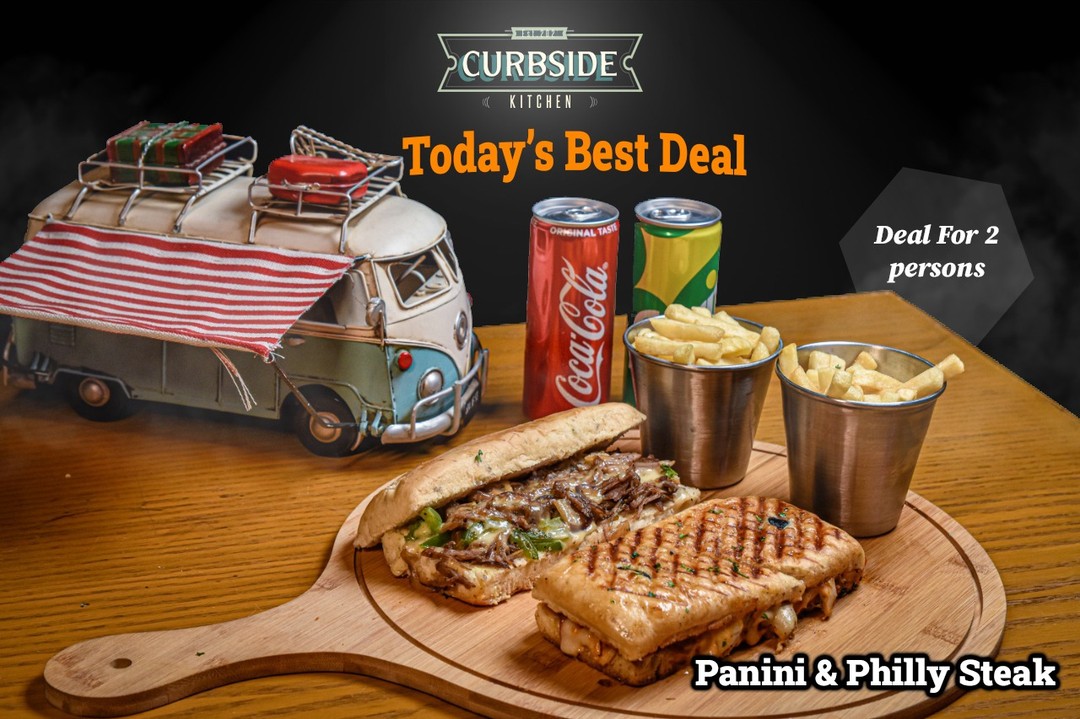 CURBSIDE
KITCHEN
Today's Best Deal
Deal For 2
persons
ORIGINAL TASTE
Coca-Cola
Panini & Philly Steak